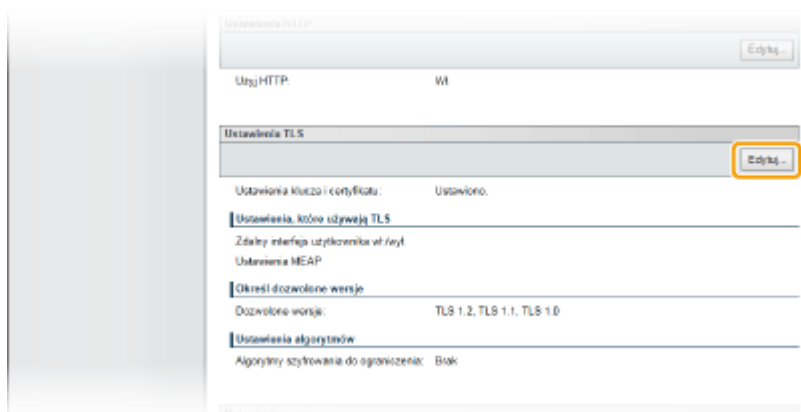 Ustawienia HTTP
Edytuj...
Użyj HTTP: Wł.
Ustawienia TLS
Edytuj...
Ustawienia klucza i certyfikatu: Ustawiono.
Ustawienia, które używają TLS
Zdalny interfejs użytkownika wł./wył.
Ustawienia MEAP
Określ dozwolone wersje
Dozwolone wersje: TLS 1.2, TLS 1.1, TLS 1.0
Ustawienia algorytmów
Algorytmy szyfrowania do ograniczenia: Brak